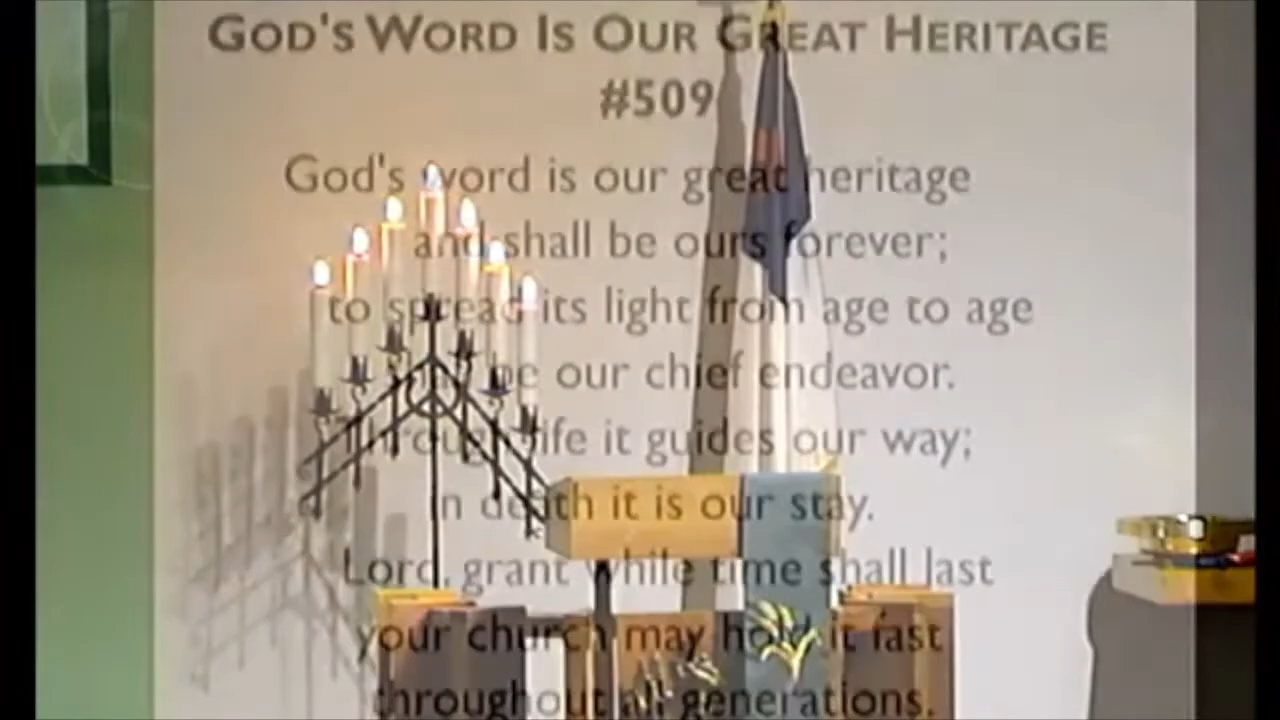 GOD'S WORD IS OUR GREAT HERITAGE
#509
God's word is our great heritage
and shall be ours forever;
to spread its light from age to age
shall be our chief endeavor.
Through life it guides our way;
in death it is our stay.
Lord, grant while time shall last
your church may hold it fast
throughout all generations.